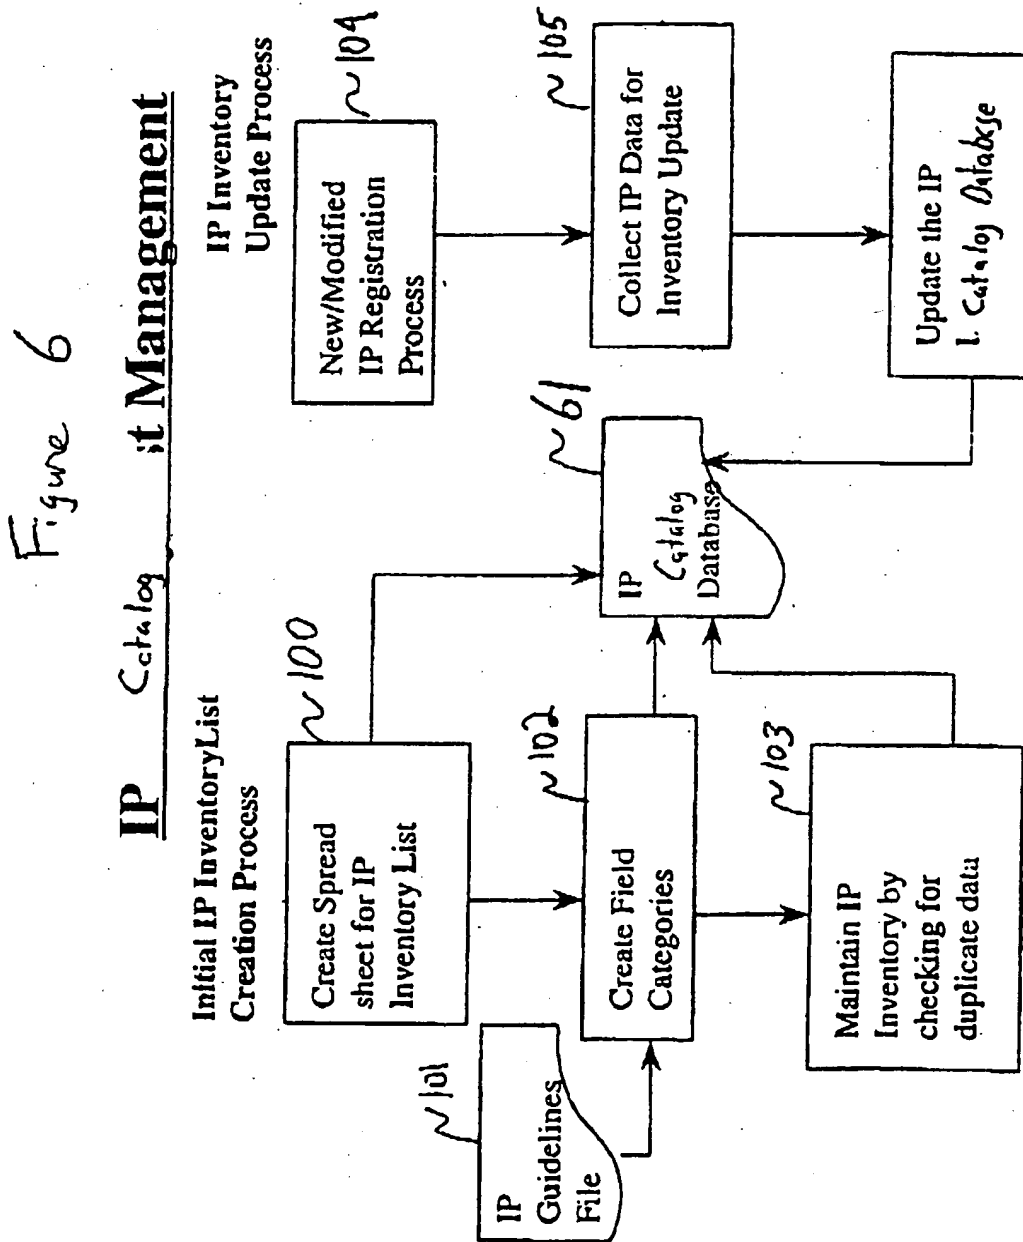 Figure 6
IP Catalog st Management
Initial IP InventoryList
Creation Process
IP Inventory
Update Process
~100
Create Spread
sheet for IP
Inventory List
~104
New/Modified
IP Registration
Process
~101
IP
Guidelines
File
~102
Create Field
Categories
~61
IP Catalog
Database
~105
Collect IP Data for
Inventory Update
~103
Maintain IP
Inventory by
checking for
duplicate data
Update the IP
I. Catalog Database